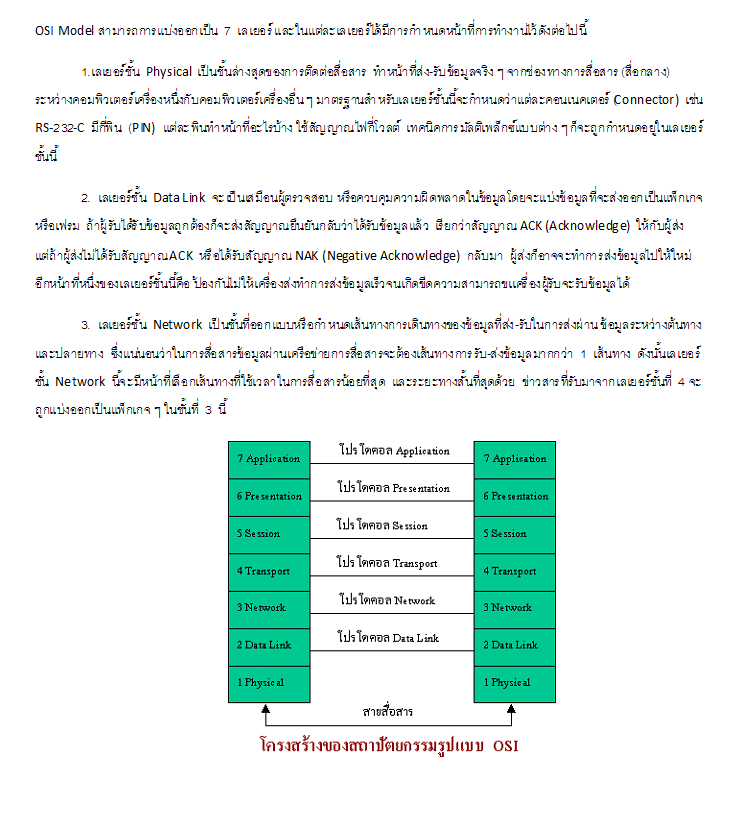 OSI Model สามารถการแบ่งออกเป็น 7 เลเยอร์ และในแต่ละเลเยอร์ได้มีการกำหนดหน้าที่การทำงานไว้ดังต่อไปนี้
1.เลเยอร์ชั้น Physical เป็นชั้นล่างสุดของการติดต่อสื่อสาร ทำหน้าที่ส่ง-รับข้อมูลจริง ๆ จากช่องทางการสื่อสาร (สื่อกลาง)
ระหว่างคอมพิวเตอร์เครื่องหนึ่งกับคอมพิวเตอร์เครื่องอื่น ๆ มาตรฐานสำหรับเลเยอร์ชั้นนี้จะกำหนดว่าแต่ละคอนเนคเตอร์ (Connector) เช่น
RS-232-C มีกี่พิน (PIN) แต่ละพินทำหน้าที่อะไรบ้าง ใช้สัญญาณไฟกี่โวลต์ เทคนิคการมัลติเพล็กซ์แบบต่าง ๆ ก็จะถูกกำหนดอยู่ในเลเยอร์
ชั้นนี้
2. เลเยอร์ชั้น Data Link จะเป็นเสมือนผู้ตรวจสอบ หรือควบคุมความผิดพลาดในข้อมูลโดยจะแบ่งข้อมูลที่จะส่งออกเป็นแพ็กเกจ
หรือเฟรม ถ้าผู้รับได้รับข้อมูลถูกต้องก็จะส่งสัญญาณยืนยันกลับว่าได้รับข้อมูลแล้ว เรียกว่าสัญญาณ ACK (Acknowledge) ให้กับผู้ส่ง
แต่ถ้าผู้ส่งไม่ได้รับสัญญาณ ACK หรือได้รับสัญญาณ NAK (Negative Acknowledge) กลับมา ผู้ส่งก็อาจจะทำการส่งข้อมูลไปให้ใหม่
อีกหน้าที่หนึ่งของเลเยอร์ชั้นนี้คือ ป้องกันไม่ให้เครื่องส่งทำการส่งข้อมูลเร็วจนเกินขีดความสามารถขแครื่องผู้รับจะรับข้อมูลได้
3. เลเยอร์ชั้น Network เป็นชั้นที่ออกแบบหรือกำหนดเส้นทางการเดินทางของข้อมูลที่ส่ง-รับในการส่งผ่านข้อมูลระหว่างต้นทาง
และปลายทาง ซึ่งแน่นอนว่าในการสื่อสารข้อมูลผ่านเครือข่ายการสื่อสารจะต้องเส้นทางการรับ-ส่งข้อมูลมากกว่า 1 เส้นทาง ดังนั้นเลเยอร์
ชั้น Network นี้จะมีหน้าที่เลือกเส้นทางที่ใช้เวลาในการสื่อสารน้อยที่สุด และระยะทางสั้นที่สุดด้วย ข่าวสารที่รับมาจากเลเยอร์ชั้นที่ 4 จะ
ถูกแบ่งออกเป็นแพ็กเกจ ๆ ในชั้นที่ 3 นี้
7 Application โปรโตคอล Application 7 Application
6 Presentation โปรโตคอล Presentation 6 Presentation
5 Session โปรโตคอล Session 5 Session
4 Transport โปรโตคอล Transport 4 Transport
3 Network โปรโตคอล Network 3 Network
2 Data Link โปรโตคอล Data Link 2 Data Link
1 Physical 1 Physical
สายสื่อสาร
โครงสร้างของสถาปัตยกรรมรูปแบบ OSI